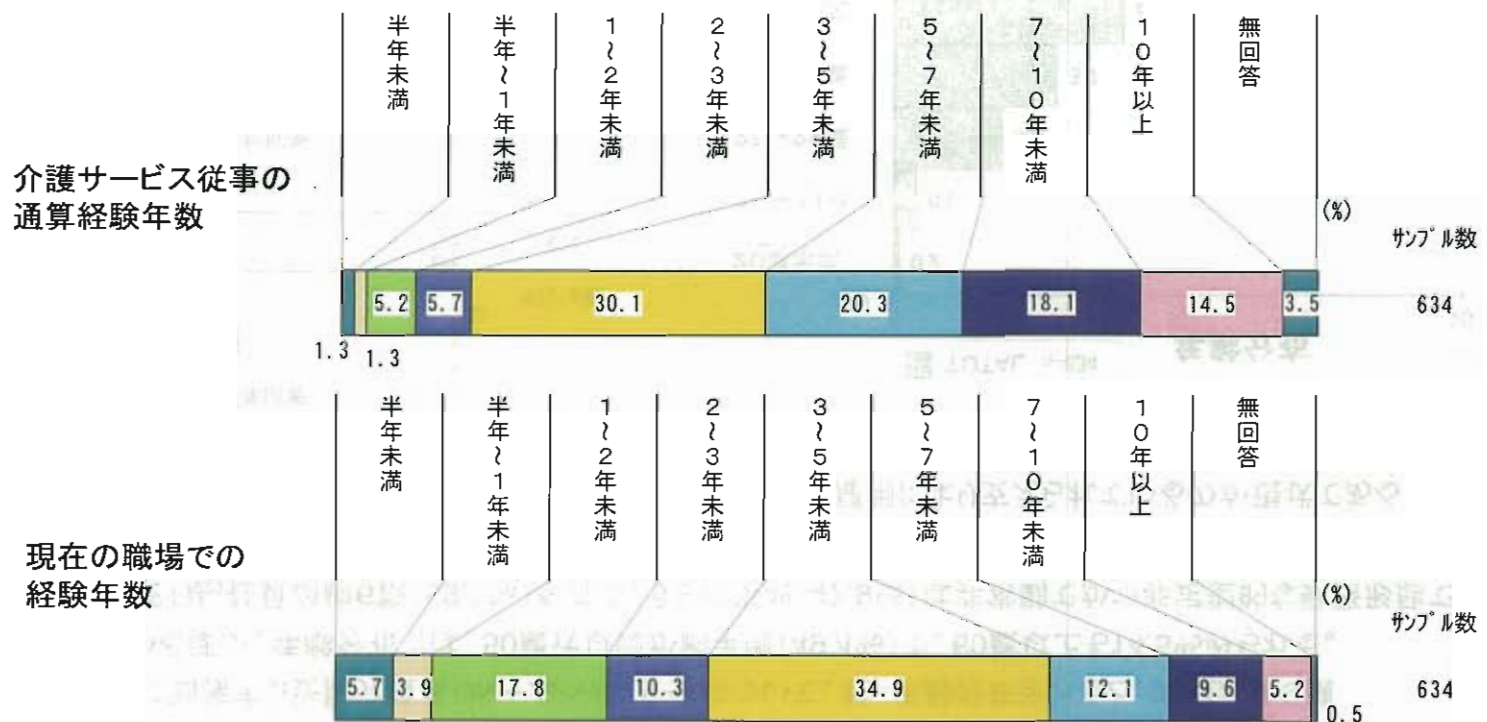 半年未満
半年~1年未満
1~2年未満
2~3年未満
3~5年未満
5~7年未満
7~10年未満
10年以上
無回答
介護サービス従事の
通算経験年数
(%)
サンプル数
5.2 5.7 30.1 20.3 18.1 14.5 3.5 634
1.3 1.3
半年未満
半年~1年未満
1~2年未満
2~3年未満
3~5年未満
5~7年未満
7~10年未満
10年以上
無回答
現在の職場での
経験年数
(%)
サンプル数
5.7 3.9 17.8 10.3 34.9 12.1 9.6 5.2 634
0.5